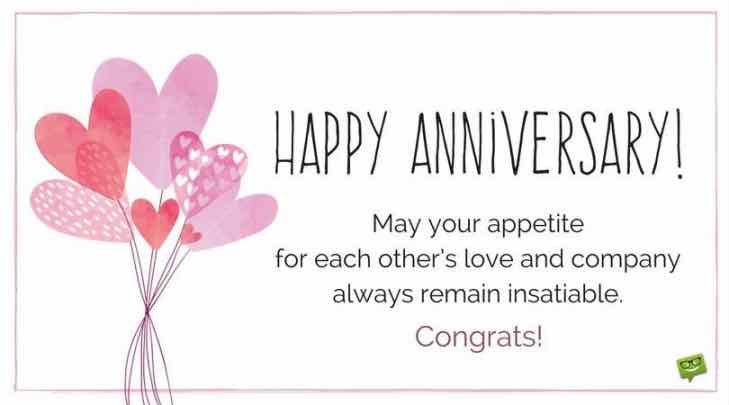 HAPPY ANNIVERSARY!
May your appetite
for each other's love and company
always remain insatiable.
Congrats!